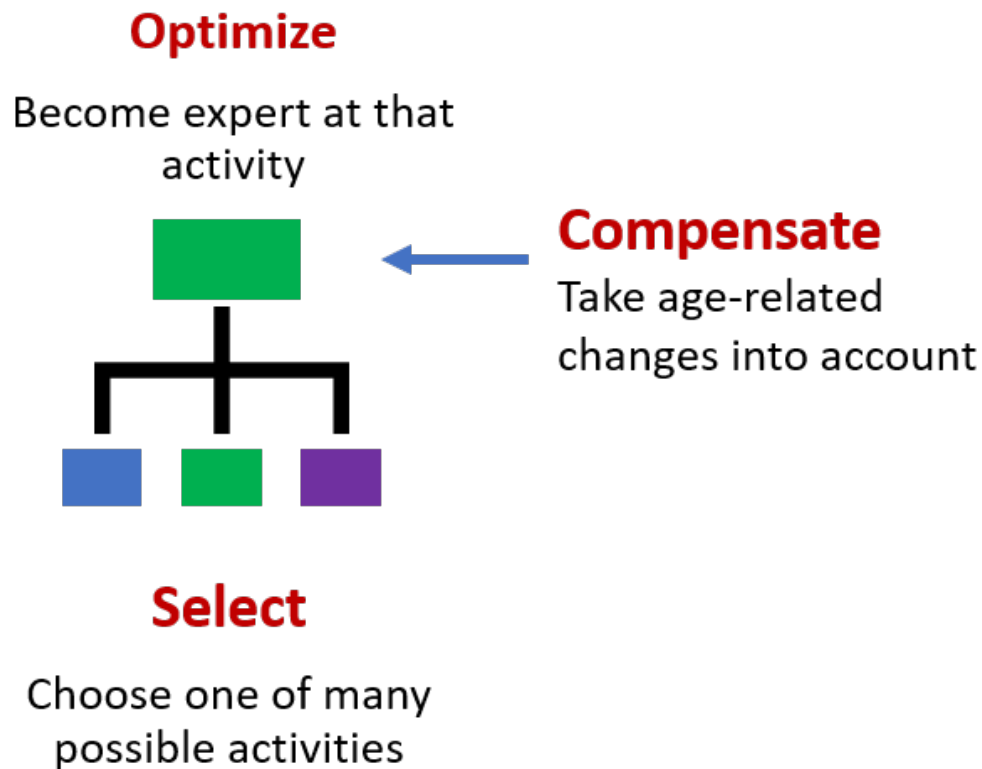 Optimize
Become expert at that
activity
Compensate
Take age-related
changes into account
Select
Choose one of many
possible activities